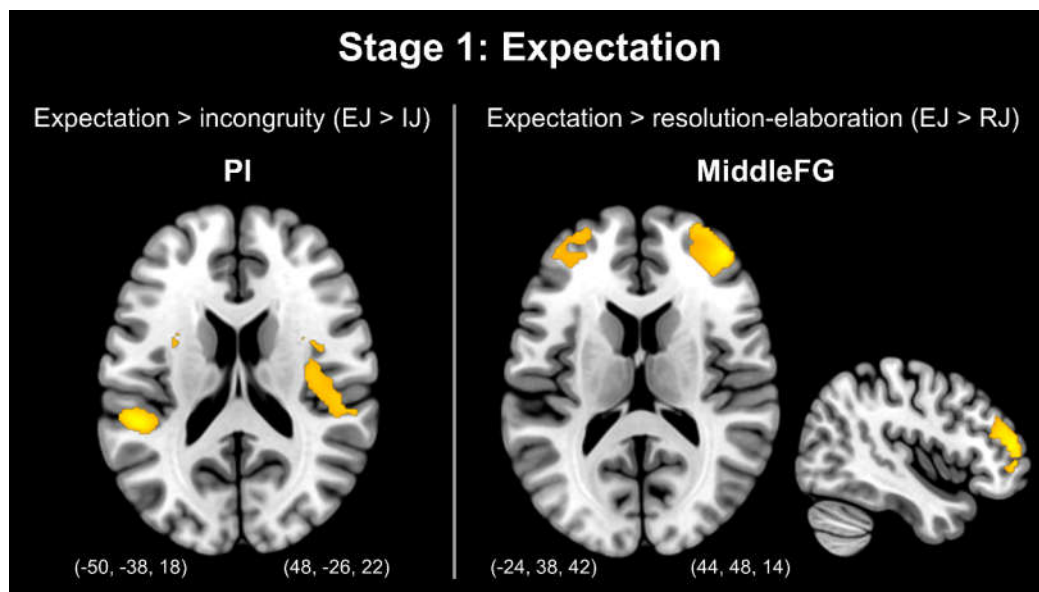 Stage 1: Expectation
Expectation > incongruity (EJ > IJ)
PI
(-50, -38, 18) (48, -26, 22)
Expectation > resolution-elaboration (EJ > RJ)
MiddleFG
(-24, 38, 42) (44, 48, 14)